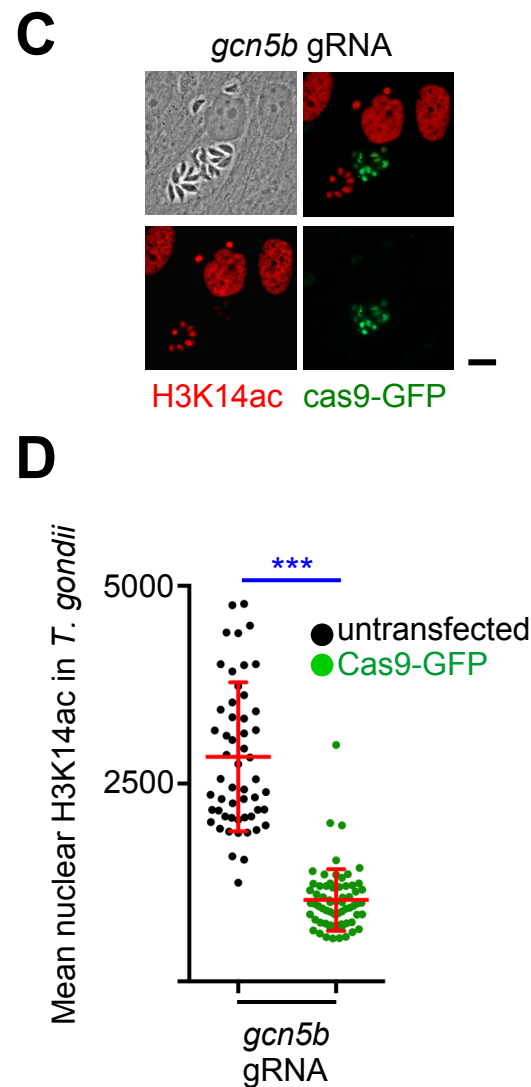 C
gcn5b gRNA
H3K14ac cas9-GFP
D
Mean nuclear H3K14ac in T. gondii
***
5000
untransfected
Cas9-GFP
2500
gcn5b
gRNA